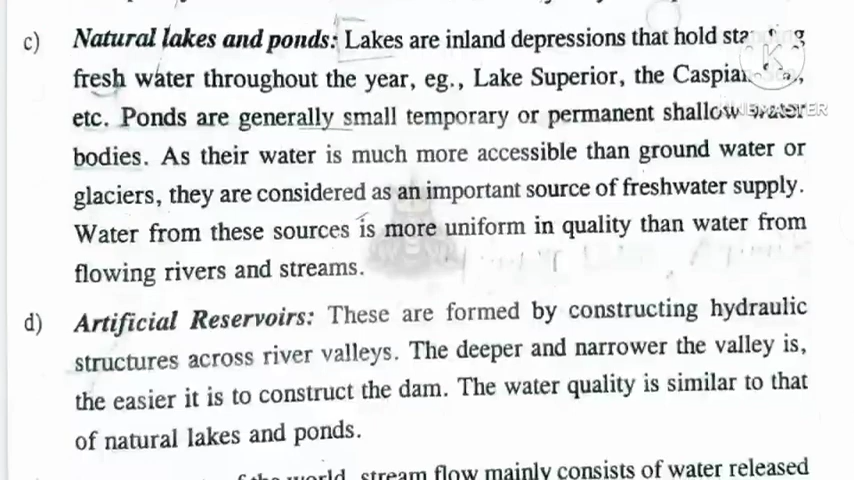 c) Natural lakes and ponds: Lakes are inland depressions that hold
fresh water throughout the year, eg., Lake Superior, the Caspian
etc. Ponds are generally small temporary or permanent shallow water
bodies. As their water is much more accessible than ground water or
glaciers, they are considered as an important source of freshwater supply.
Water from these sources is more uniform in quality than water from
flowing rivers and streams.
d) Artificial Reservoirs: These are formed by constructing hydraulic
structures across river valleys. The deeper and narrower the valley is,
the easier it is to construct the dam. The water quality is similar to that
of natural lakes and ponds.
of the world, stream flow mainly consists of water released
K
KINEMASTER